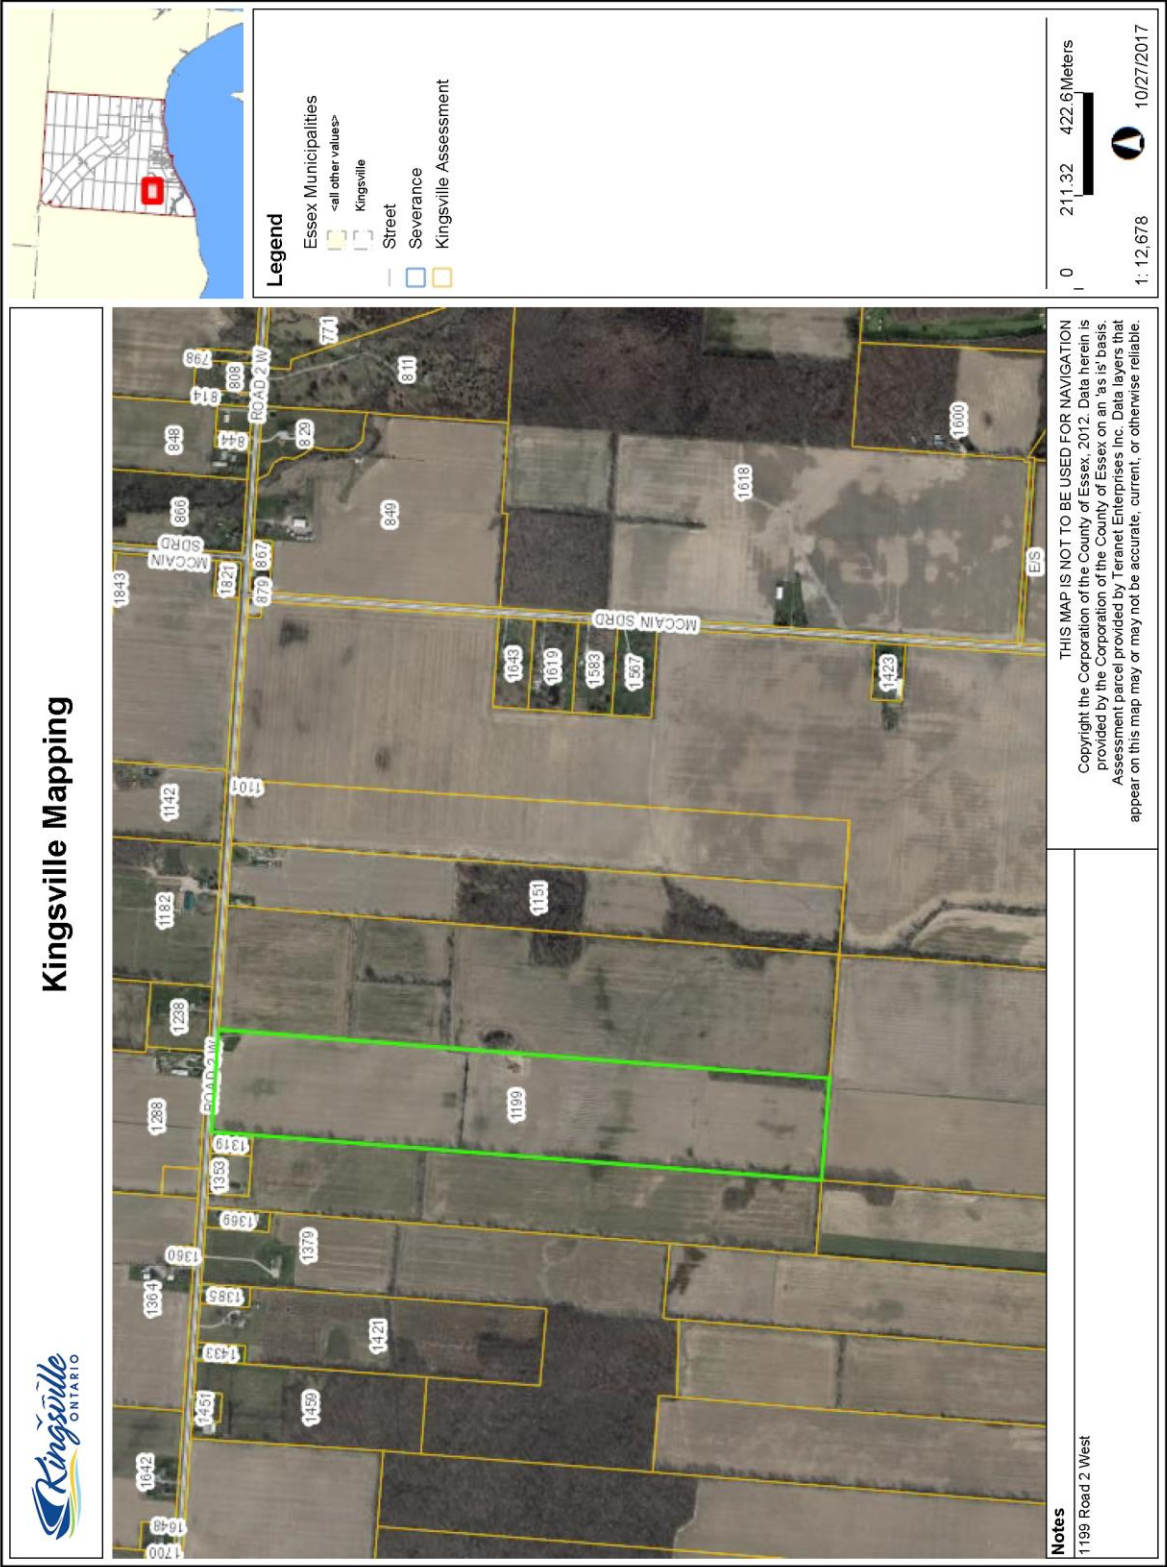 Kingsville
ONTARIO
Kingsville Mapping
1700
1648
1642
1364
1360
1288
1238
1182
1142
1843
MCCAIN
SDRD
866
848
814
798
808
844
1821
ROAD 2 W
ROAD 2 W
1451
1433
1385
1369
1353
1319
1101
879
867
829
771
811
1459
1421
1379
1199
1151
849
1643
1619
1583
1567
MCCAIN SDRD
1618
1600
1423
E/S
Legend
Essex Municipalities
<all other values>
Kingsville
Street
Severance
Kingsville Assessment
0 211.32 422.6 Meters
1: 12,678
10/27/2017
Notes
1199 Road 2 West
THIS MAP IS NOT TO BE USED FOR NAVIGATION
Copyright the Corporation of the County of Essex, 2012. Data herein is
provided by the Corporation of the County of Essex on an 'as is' basis.
Assessment parcel provided by Teranet Enterprises Inc. Data layers that
appear on this map may or may not be accurate, current, or otherwise reliable.